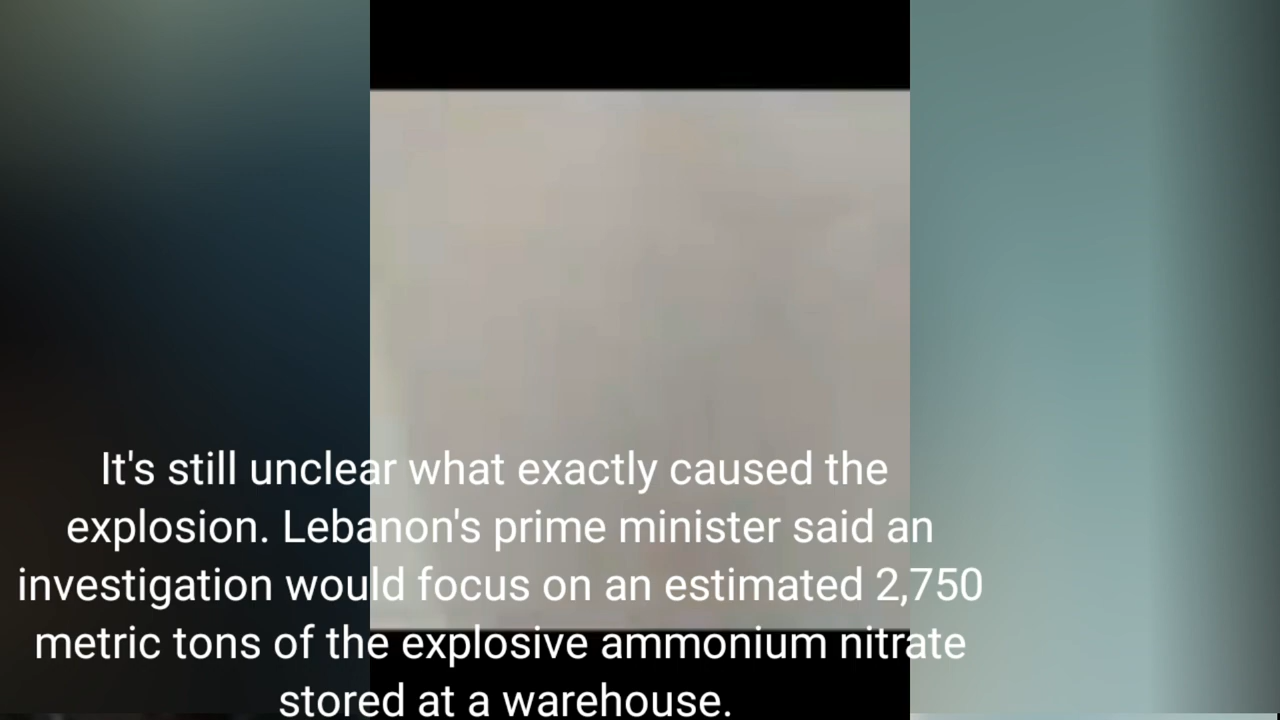 It's still unclear what exactly caused the
explosion. Lebanon's prime minister said an
investigation would focus on an estimated 2,750
metric tons of the explosive ammonium nitrate
stored at a warehouse.